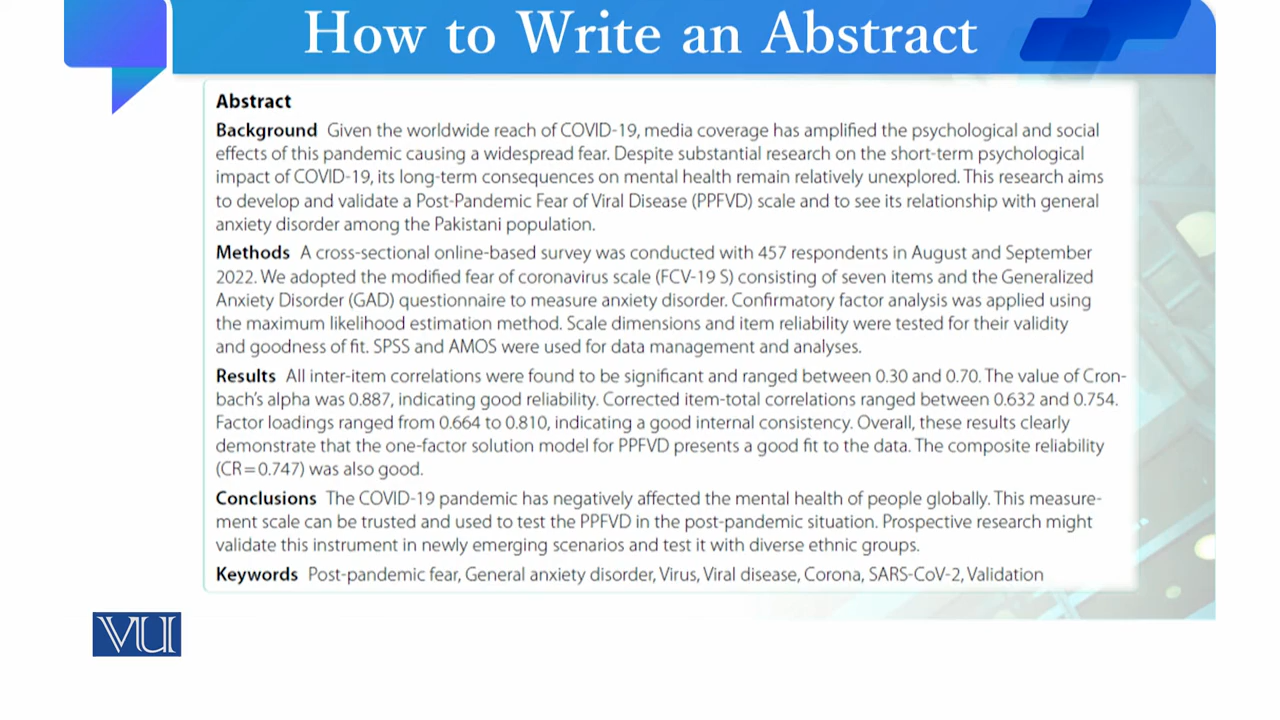 How to Write an Abstract
Abstract
Background Given the worldwide reach of COVID-19, media coverage has amplified the psychological and social
effects of this pandemic causing a widespread fear. Despite substantial research on the short-term psychological
impact of COVID-19, its long-term consequences on mental health remain relatively unexplored. This research aims
to develop and validate a Post-Pandemic Fear of Viral Disease (PPFVD) scale and to see its relationship with general
anxiety disorder among the Pakistani population.
Methods A cross-sectional online-based survey was conducted with 457 respondents in August and September
2022. We adopted the modified fear of coronavirus scale (FCV-19 S) consisting of seven items and the Generalized
Anxiety Disorder (GAD) questionnaire to measure anxiety disorder. Confirmatory factor analysis was applied using
the maximum likelihood estimation method. Scale dimensions and item reliability were tested for their validity
and goodness of fit. SPSS and AMOS were used for data management and analyses.
Results All inter-item correlations were found to be significant and ranged between 0.30 and 0.70. The value of Cron-
bach's alpha was 0.887, indicating good reliability. Corrected item-total correlations ranged between 0.632 and 0.754.
Factor loadings ranged from 0.664 to 0.810, indicating a good internal consistency. Overall, these results clearly
demonstrate that the one-factor solution model for PPFVD presents a good fit to the data. The composite reliability
(CR = 0.747) was also good.
Conclusions The COVID-19 pandemic has negatively affected the mental health of people globally. This measure-
ment scale can be trusted and used to test the PPFVD in the post-pandemic situation. Prospective research might
validate this instrument in newly emerging scenarios and test it with diverse ethnic groups.
Keywords Post-pandemic fear, General anxiety disorder, Virus, Viral disease, Corona, SARS-CoV-2, Validation
VU